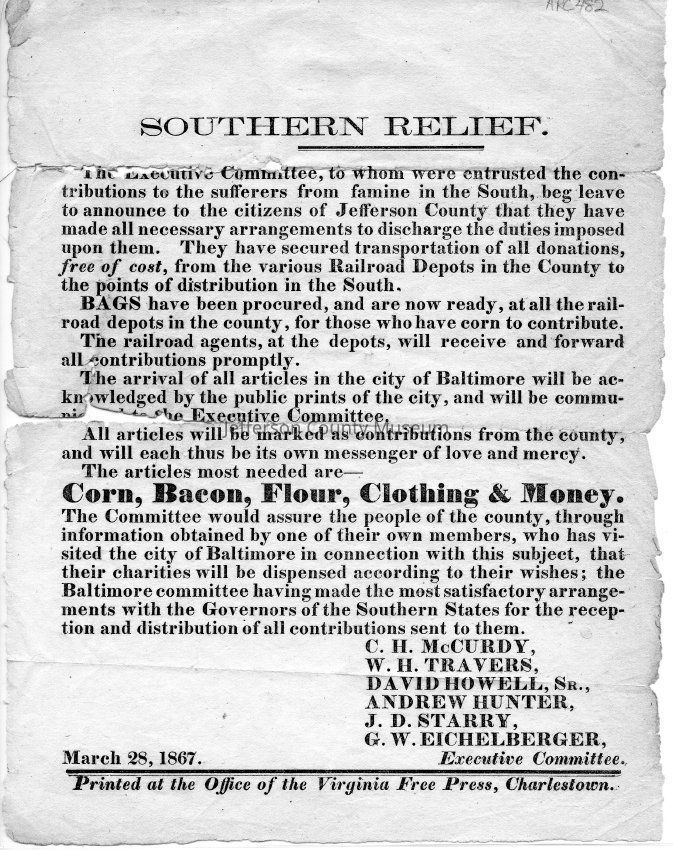 ARC482
SOUTHERN RELIEF.
The Executive Committee, to whom were entrusted the con-
tributions to the sufferers from famine in the South, beg leave
to announce to the citizens of Jefferson County that they have
made all necessary arrangements to discharge the duties imposed
upon them. They have secured transportation of all donations,
free of cost, from the various Railroad Depots in the County to
the points of distribution in the South.
BAGS have been procured, and are now ready, at all the rail-
road depots in the county, for those who have corn to contribute.
The railroad agents, at the depots, will receive and forward
all contributions promptly.
The arrival of all articles in the city of Baltimore will be ac-
knowledged by the public prints of the city, and will be commu-
nicated to the Executive Committee.
Jefferson County Museum
All articles will be marked as contributions from the county,
and will each thus be its own messenger of love and mercy.
The articles most needed are—
Corn, Bacon, Flour, Clothing & Money.
The Committee would assure the people of the county, through
information obtained by one of their own members, who has vi-
sited the city of Baltimore in connection with this subject, that
their charities will be dispensed according to their wishes; the
Baltimore committee having made the most satisfactory arrange-
ments with the Governors of the Southern States for the recep-
tion and distribution of all contributions sent to them.
C. H. McCURDY,
W. H. TRAVERS,
DAVID HOWELL, Sr.,
ANDREW HUNTER,
J. D. STARRY,
G. W. EICHELBERGER,
March 28, 1867. Executive Committee.
Printed at the Office of the Virginia Free Press, Charlestown.